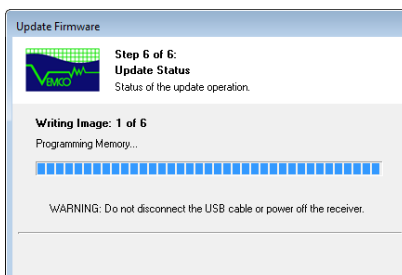 Update Firmware
Step 6 of 6:
Update Status
Status of the update operation.
VEMCO
Writing Image: 1 of 6
Programming Memory...
WARNING: Do not disconnect the USB cable or power off the receiver.